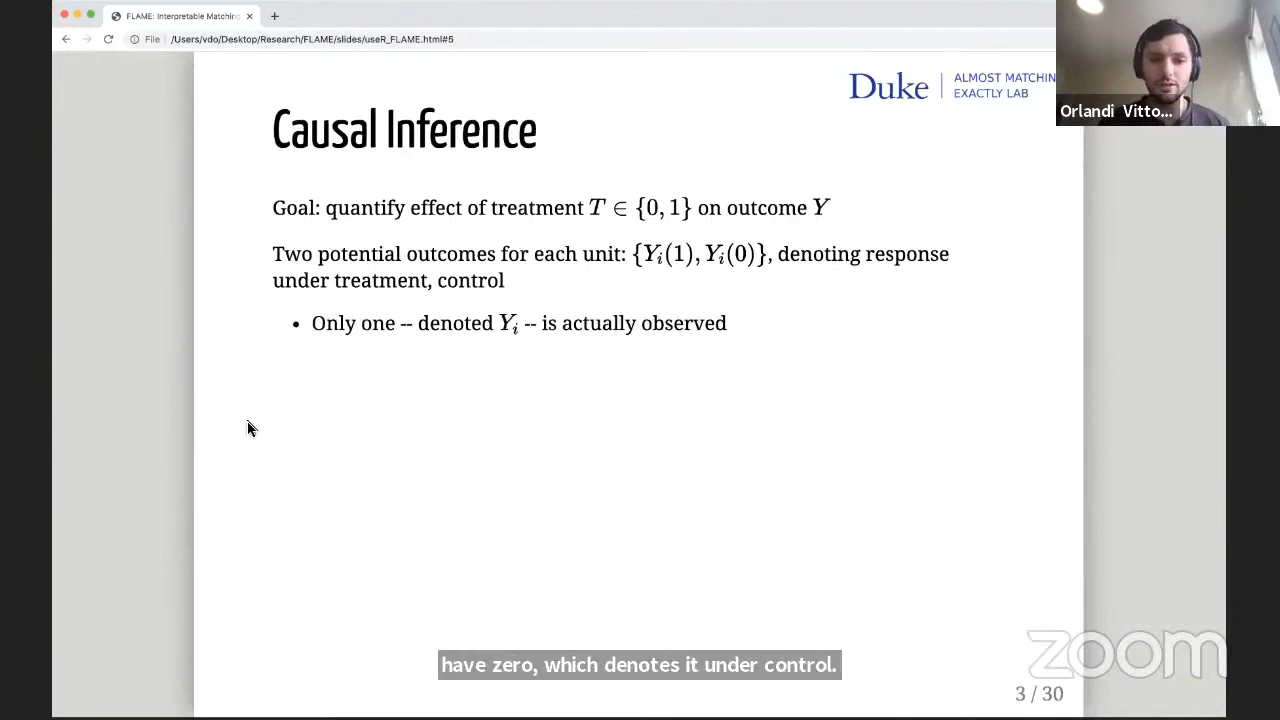 FLAME: Interpretable Matching
File | /Users/vdo/Desktop/Research/FLAME/slides/useR_FLAME.html#5
Duke | ALMOST MATCHIN
EXACTLY LAB
Orlandi Vitto...
Causal Inference
Goal: quantify effect of treatment T ∈ {0, 1} on outcome Y
Two potential outcomes for each unit: {Yᵢ(1), Yᵢ(0)}, denoting response
under treatment, control
• Only one -- denoted Yᵢ -- is actually observed
have zero, which denotes it under control.
zoom
3 / 30